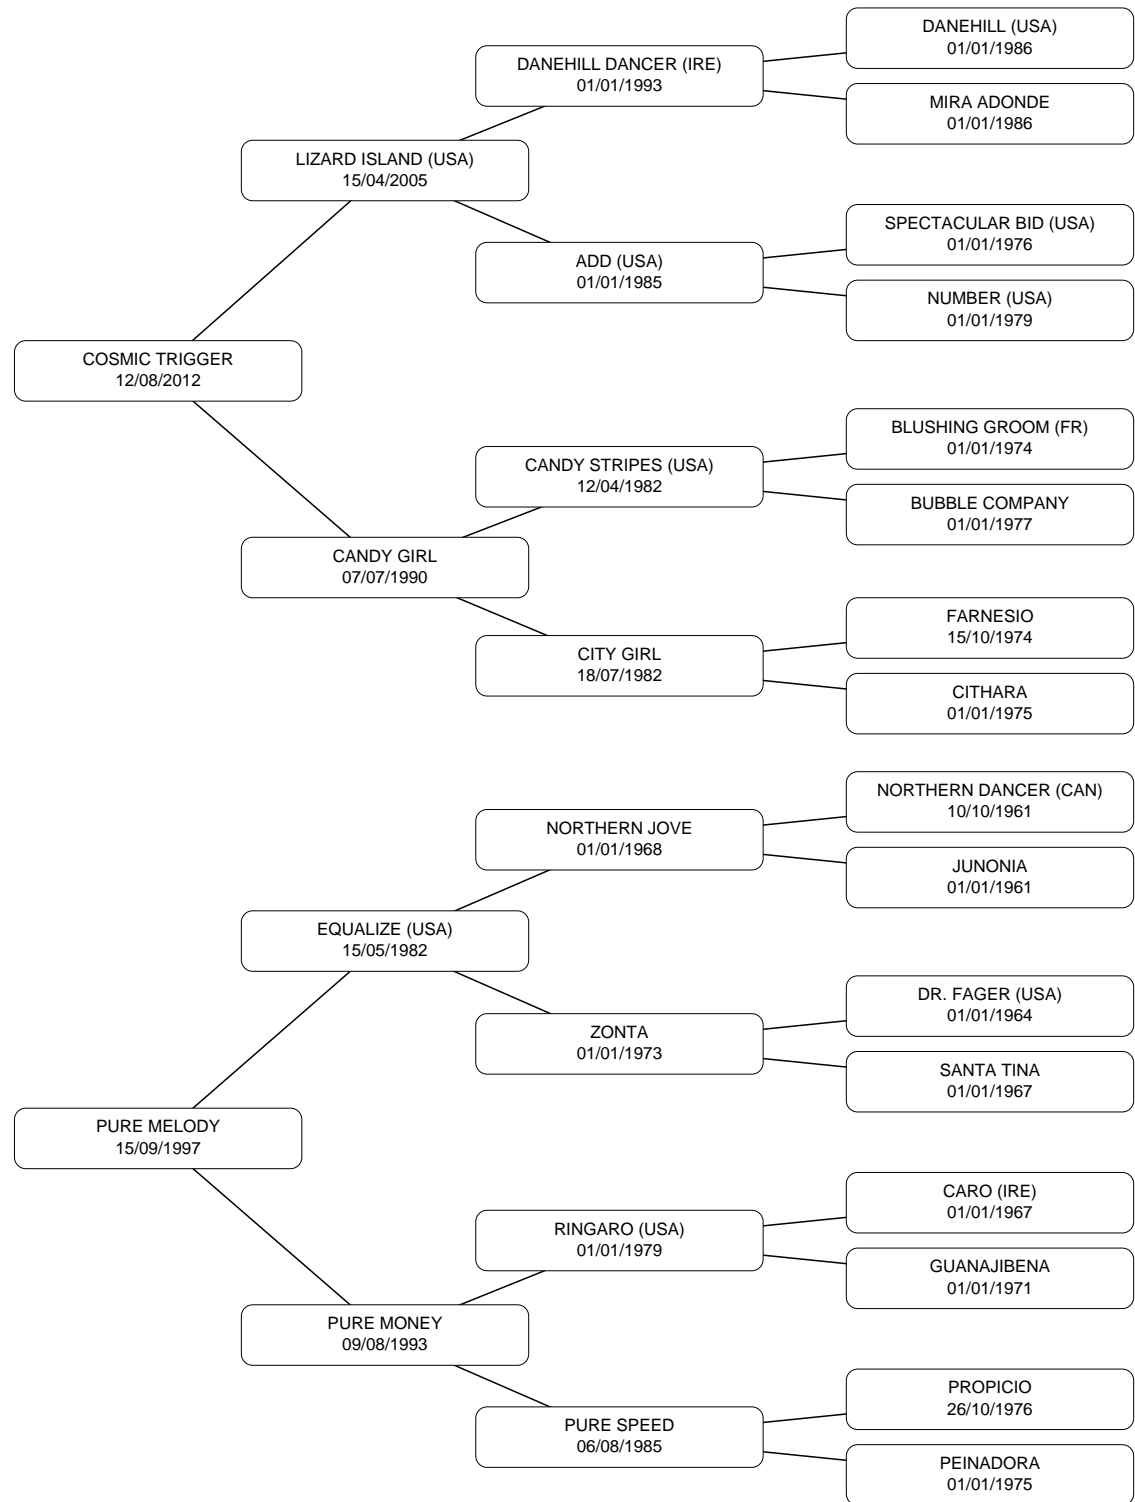 DANEHILL (USA)
01/01/1986
DANEHILL DANCER (IRE)
01/01/1993
MIRA ADONDE
01/01/1986
LIZARD ISLAND (USA)
15/04/2005
SPECTACULAR BID (USA)
01/01/1976
ADD (USA)
01/01/1985
NUMBER (USA)
01/01/1979
COSMIC TRIGGER
12/08/2012
BLUSHING GROOM (FR)
01/01/1974
CANDY STRIPES (USA)
12/04/1982
BUBBLE COMPANY
01/01/1977
CANDY GIRL
07/07/1990
FARNESIO
15/10/1974
CITY GIRL
18/07/1982
CITHARA
01/01/1975
NORTHERN DANCER (CAN)
10/10/1961
NORTHERN JOVE
01/01/1968
JUNONIA
01/01/1961
EQUALIZE (USA)
15/05/1982
DR. FAGER (USA)
01/01/1964
ZONTA
01/01/1973
SANTA TINA
01/01/1967
PURE MELODY
15/09/1997
CARO (IRE)
01/01/1967
RINGARO (USA)
01/01/1979
GUANAJIBENA
01/01/1971
PURE MONEY
09/08/1993
PROPICIO
26/10/1976
PURE SPEED
06/08/1985
PEINADORA
01/01/1975